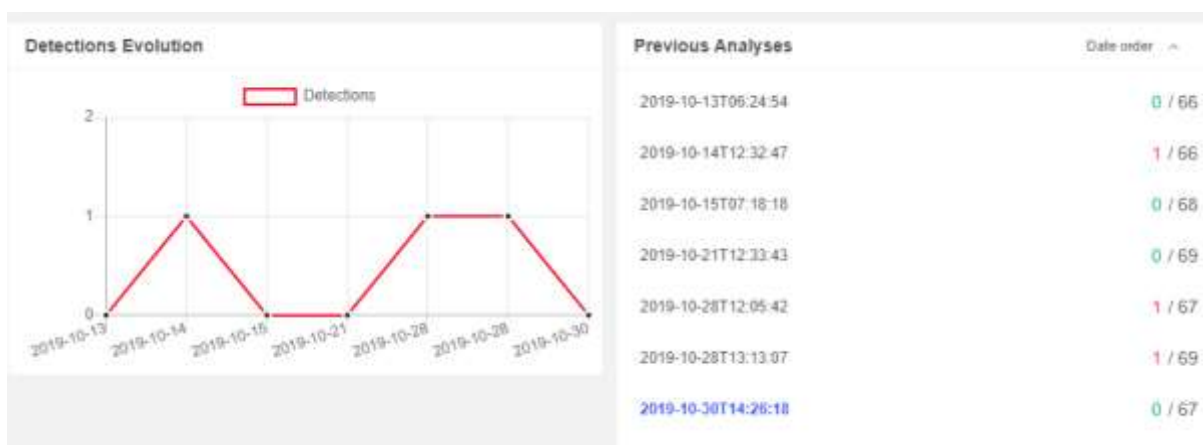 Detections Evolution
Detections
2
1
0
2019-10-13 2019-10-14 2019-10-15 2019-10-21 2019-10-28 2019-10-28 2019-10-30
Previous Analyses Date order
2019-10-13T06:24:54 0 / 66
2019-10-14T12:32:47 1 / 66
2019-10-15T07:18:18 0 / 68
2019-10-21T12:33:43 0 / 69
2019-10-28T12:05:42 1 / 67
2019-10-28T13:13:07 1 / 69
2019-10-30T14:26:18 0 / 67